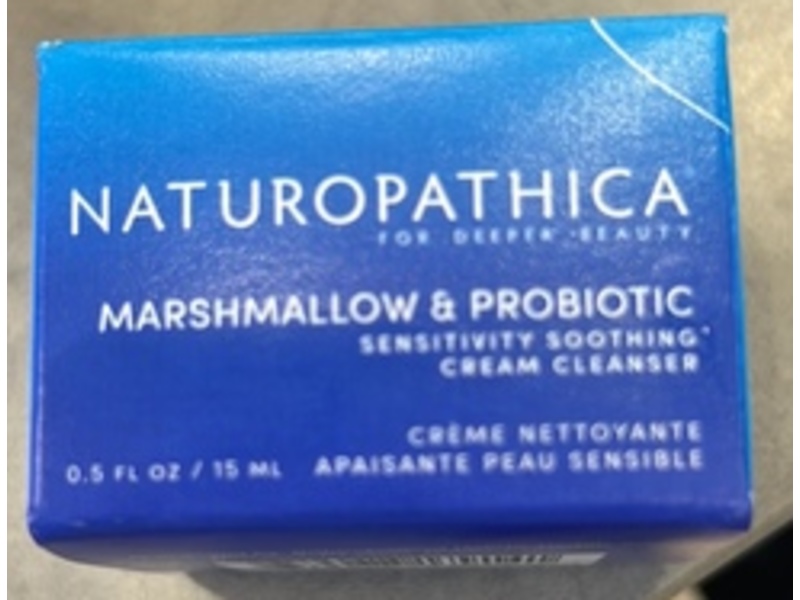 NATUROPATHICA
FOR DEEPER BEAUTY
MARSHMALLOW & PROBIOTIC
SENSITIVITY SOOTHING*
CREAM CLEANSER
CRÈME NETTOYANTE
0.5 FL OZ / 15 ML APAISANTE PEAU SENSIBLE